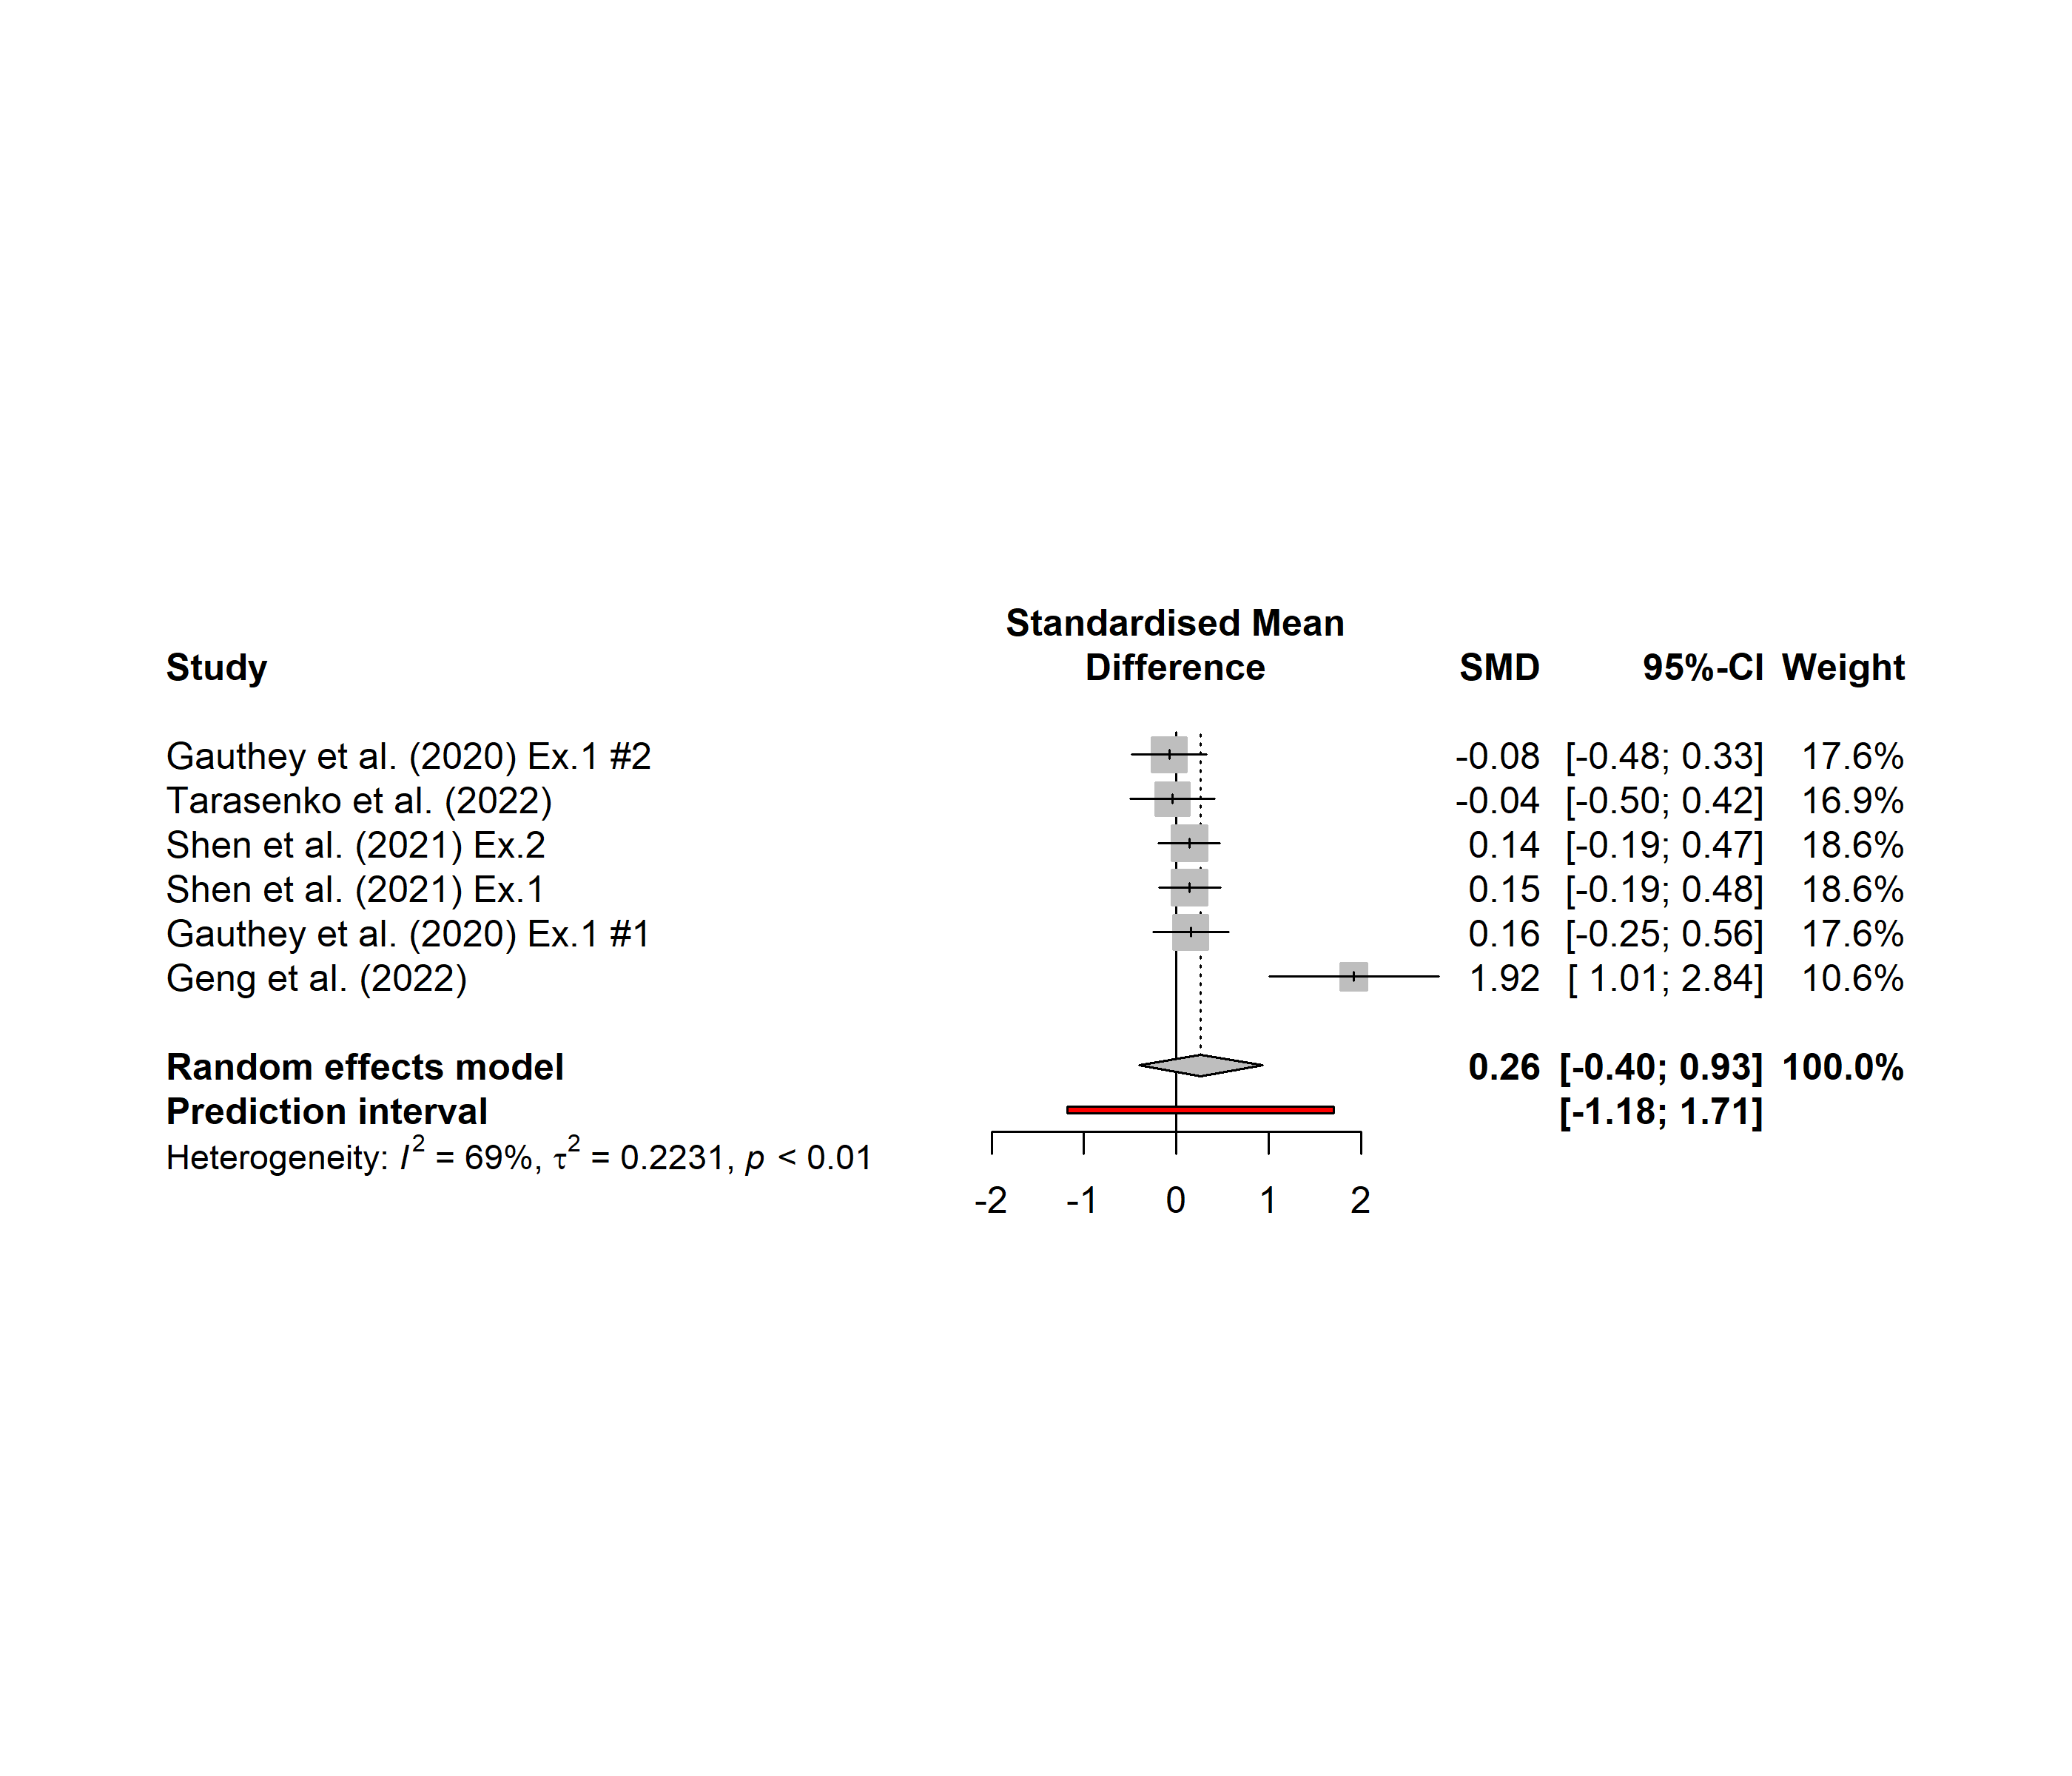 Standardised Mean
Study Difference SMD 95%-CI Weight
Gauthey et al. (2020) Ex.1 #2 -0.08 [-0.48; 0.33] 17.6%
Tarasenko et al. (2022) -0.04 [-0.50; 0.42] 16.9%
Shen et al. (2021) Ex.2 0.14 [-0.19; 0.47] 18.6%
Shen et al. (2021) Ex.1 0.15 [-0.19; 0.48] 18.6%
Gauthey et al. (2020) Ex.1 #1 0.16 [-0.25; 0.56] 17.6%
Geng et al. (2022) 1.92 [ 1.01; 2.84] 10.6%
Random effects model 0.26 [-0.40; 0.93] 100.0%
Prediction interval [-1.18; 1.71]
Heterogeneity: I² = 69%, τ² = 0.2231, p < 0.01
-2 -1 0 1 2